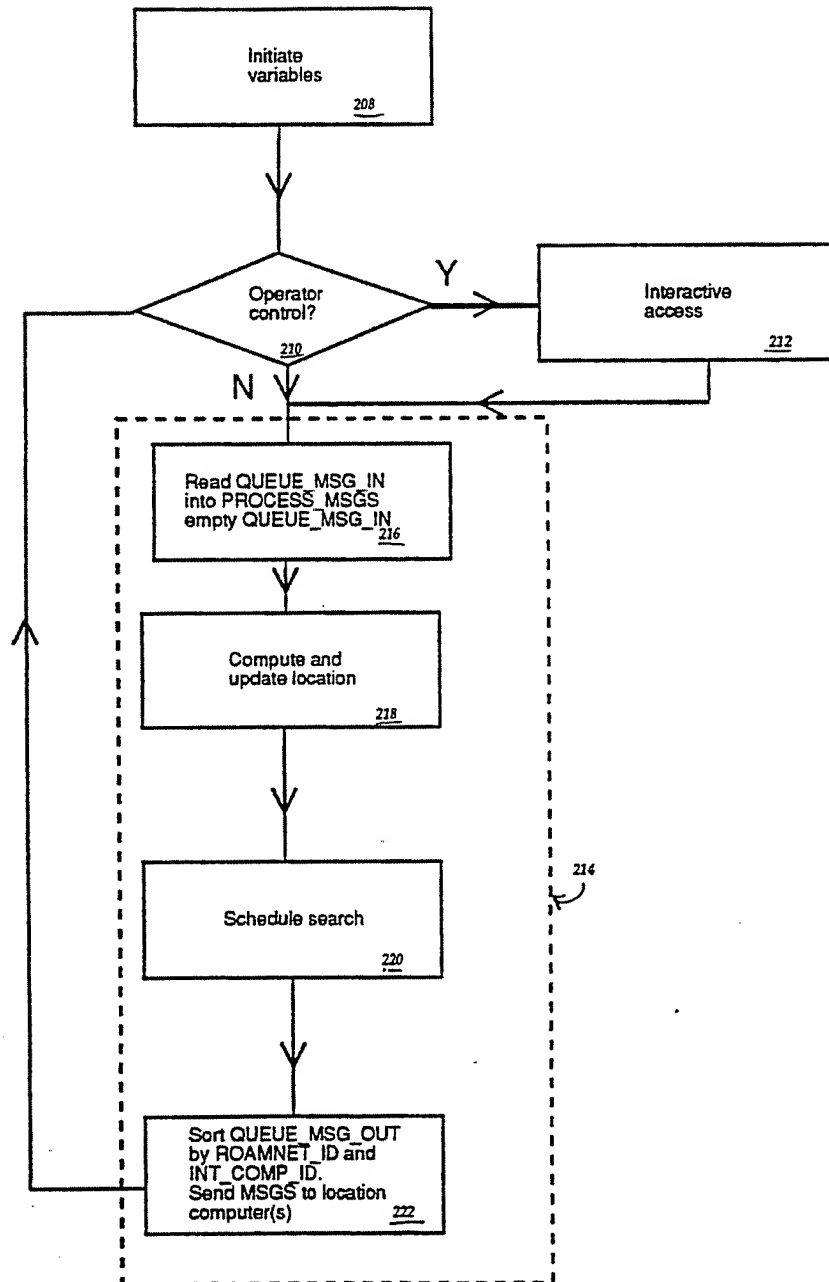 Initiate
variables
208
Operator
control?
210
Y
Interactive
access
212
N
Read QUEUE_MSG_IN
into PROCESS_MSGS
empty QUEUE_MSG_IN
216
Compute and
update location
218
214
Schedule search
220
Sort QUEUE_MSG_OUT
by ROAMNET_ID and
INT_COMP_ID.
Send MSGS to location
computer(s)
222